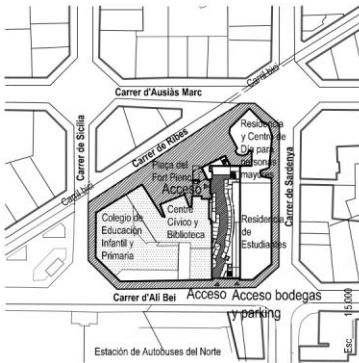 Carril bici
Carrer d'Ausiàs Marc
Carrer de Sicília
Carrer de Ribes
Residencia
y Centro de
Día para
personas
mayores
Plaça del
Fort Pienc
Acceso
Carril bici
Carrer de Sardenya
Colegio de
Educación
Infantil y
Primaria
Centre
Cívico y
Biblioteca
Residencia
de
Estudiantes
Carrer d'Alí Bei
Acceso
Acceso bodegas
y parking
Estación de Autobuses del Norte
Esc. 1:5.000